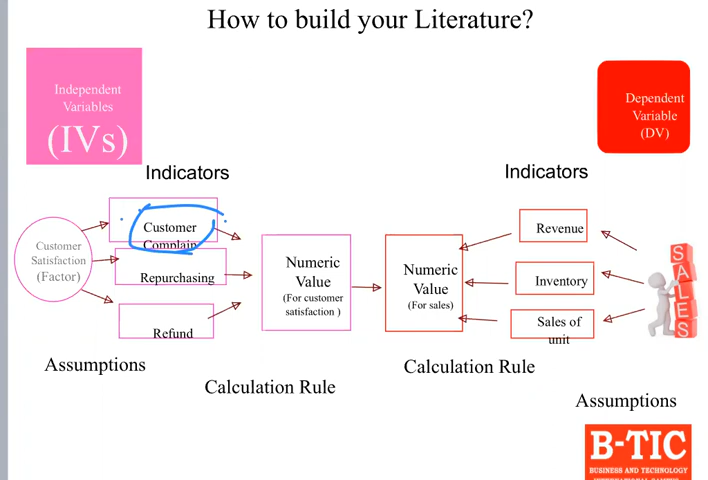 How to build your Literature?
Independent
Variables
(IVs)
Dependent
Variable
(DV)
Indicators
Indicators
Customer
Satisfaction
(Factor)
Customer
Complain
Repurchasing
Refund
Numeric
Value
(For customer
satisfaction )
Numeric
Value
(For sales)
Revenue
Inventory
Sales of
unit
SALES
Assumptions
Calculation Rule
Calculation Rule
Assumptions
B-TIC
BUSINESS AND TECHNOLOGY